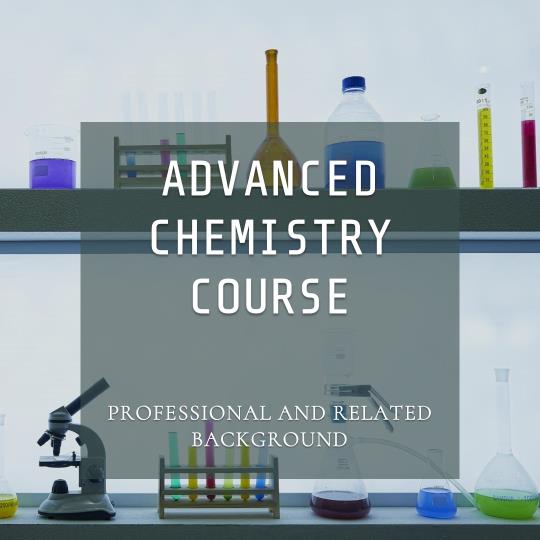 ADVANCED
CHEMISTRY
COURSE
PROFESSIONAL AND RELATED
BACKGROUND